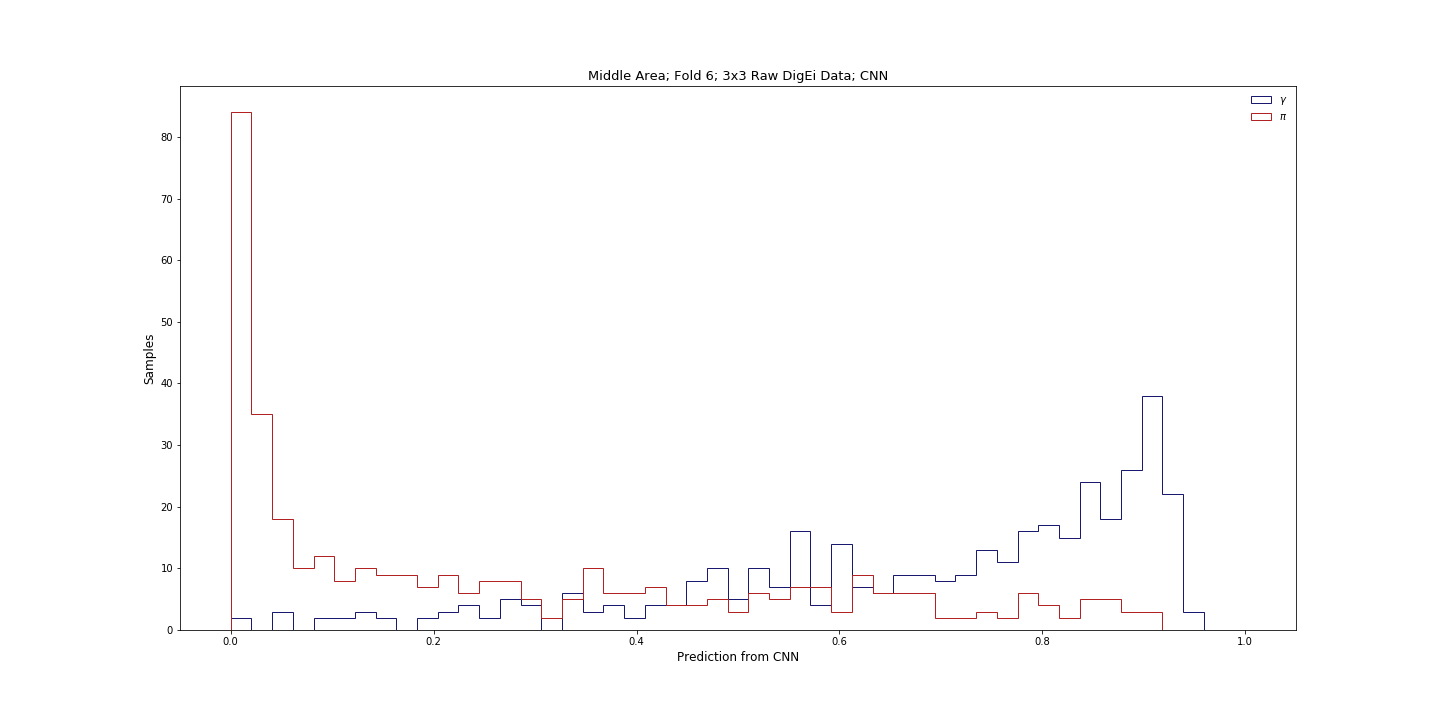 Middle Area; Fold 6; 3x3 Raw DigEi Data; CNN
γ
π
80
70
60
50
40
30
20
10
0
Samples
0.0 0.2 0.4 0.6 0.8 1.0
Prediction from CNN